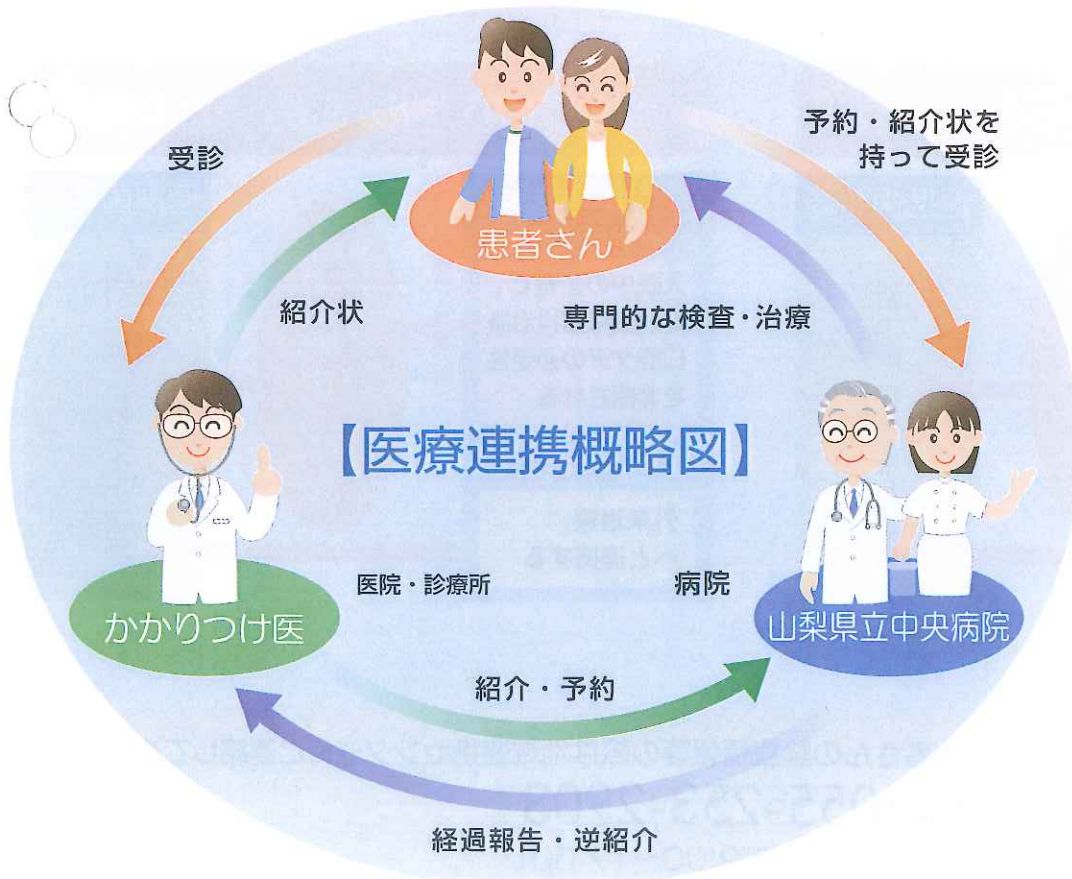 患者さん
受診
予約・紹介状を
持って受診
紹介状
専門的な検査・治療
【医療連携概略図】
医院・診療所
病院
かかりつけ医
山梨県立中央病院
紹介・予約
経過報告・逆紹介